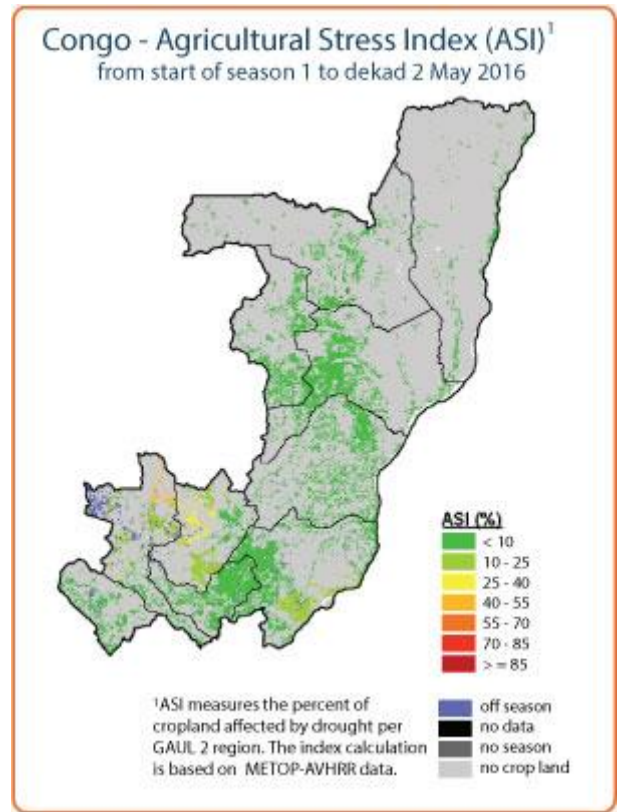 Congo - Agricultural Stress Index (ASI)¹
from start of season 1 to dekad 2 May 2016
ASI (%)
< 10
10 - 25
25 - 40
40 - 55
55 - 70
70 - 85
> = 85
¹ASI measures the percent of
cropland affected by drought per
GAUL 2 region. The index calculation
is based on METOP-AVHRR data.
off season
no data
no season
no crop land